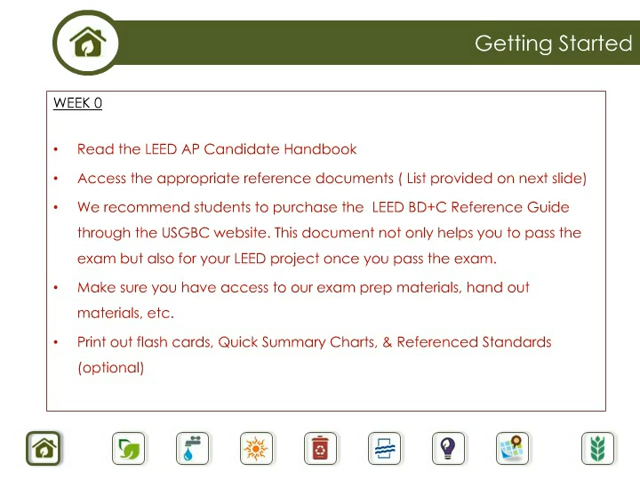 Getting Started
WEEK 0
• Read the LEED AP Candidate Handbook
• Access the appropriate reference documents ( List provided on next slide)
• We recommend students to purchase the  LEED BD+C Reference Guide
through the USGBC website. This document not only helps you to pass the
exam but also for your LEED project once you pass the exam.
• Make sure you have access to our exam prep materials, hand out
materials, etc.
• Print out flash cards, Quick Summary Charts, & Referenced Standards
(optional)